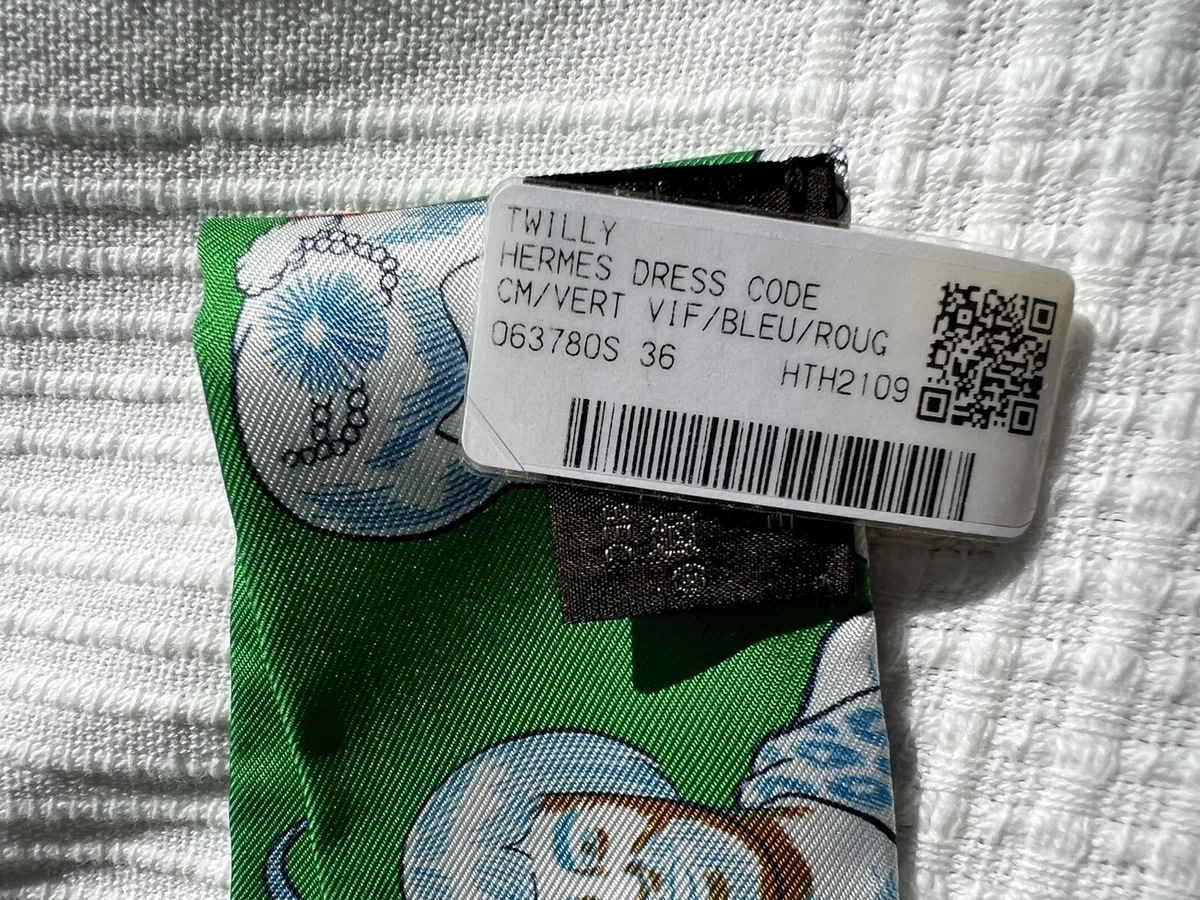 TWILLY
HERMES DRESS CODE
CM/VERT VIF/BLEU/ROUG
063780S 36 HTH2109